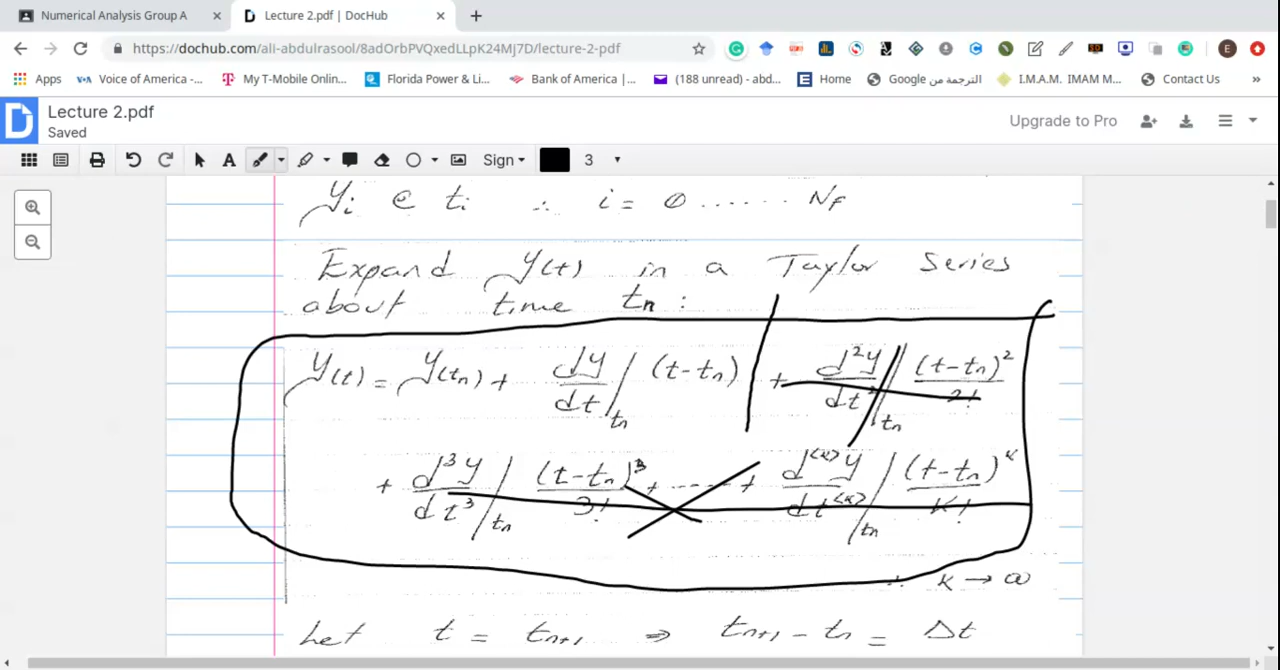 Numerical Analysis Group A
Lecture 2.pdf | DocHub
https://dochub.com/ali-abdulrasool/8adOrbPVQxedLLpK24Mj7D/lecture-2-pdf
E
Apps
Voice of America -...
My T-Mobile Onlin...
Florida Power & Li...
Bank of America |...
(188 unread) - abd...
Home
Google الترجمة من
I.M.A.M. IMAM M...
Contact Us
»
Lecture 2.pdf
Saved
Upgrade to Pro
A
Sign
3
Yi @ ti ∴ i = 0 ...... NF
Expand y(t) in a Taylor Series
about time tn :
y(t) = y(tn) + dy/dt/tn (t-tn) + d²y/dt²/tn (t-tn)²/2!
+ d³y/dt³/tn (t-tn)³/3! + ...... + d^(k)y/dt^(k)/tn (t-tn)^k/k!
∴ k → ∞
Let t = tn+1 ⇒ tn+1 - tn = Δt